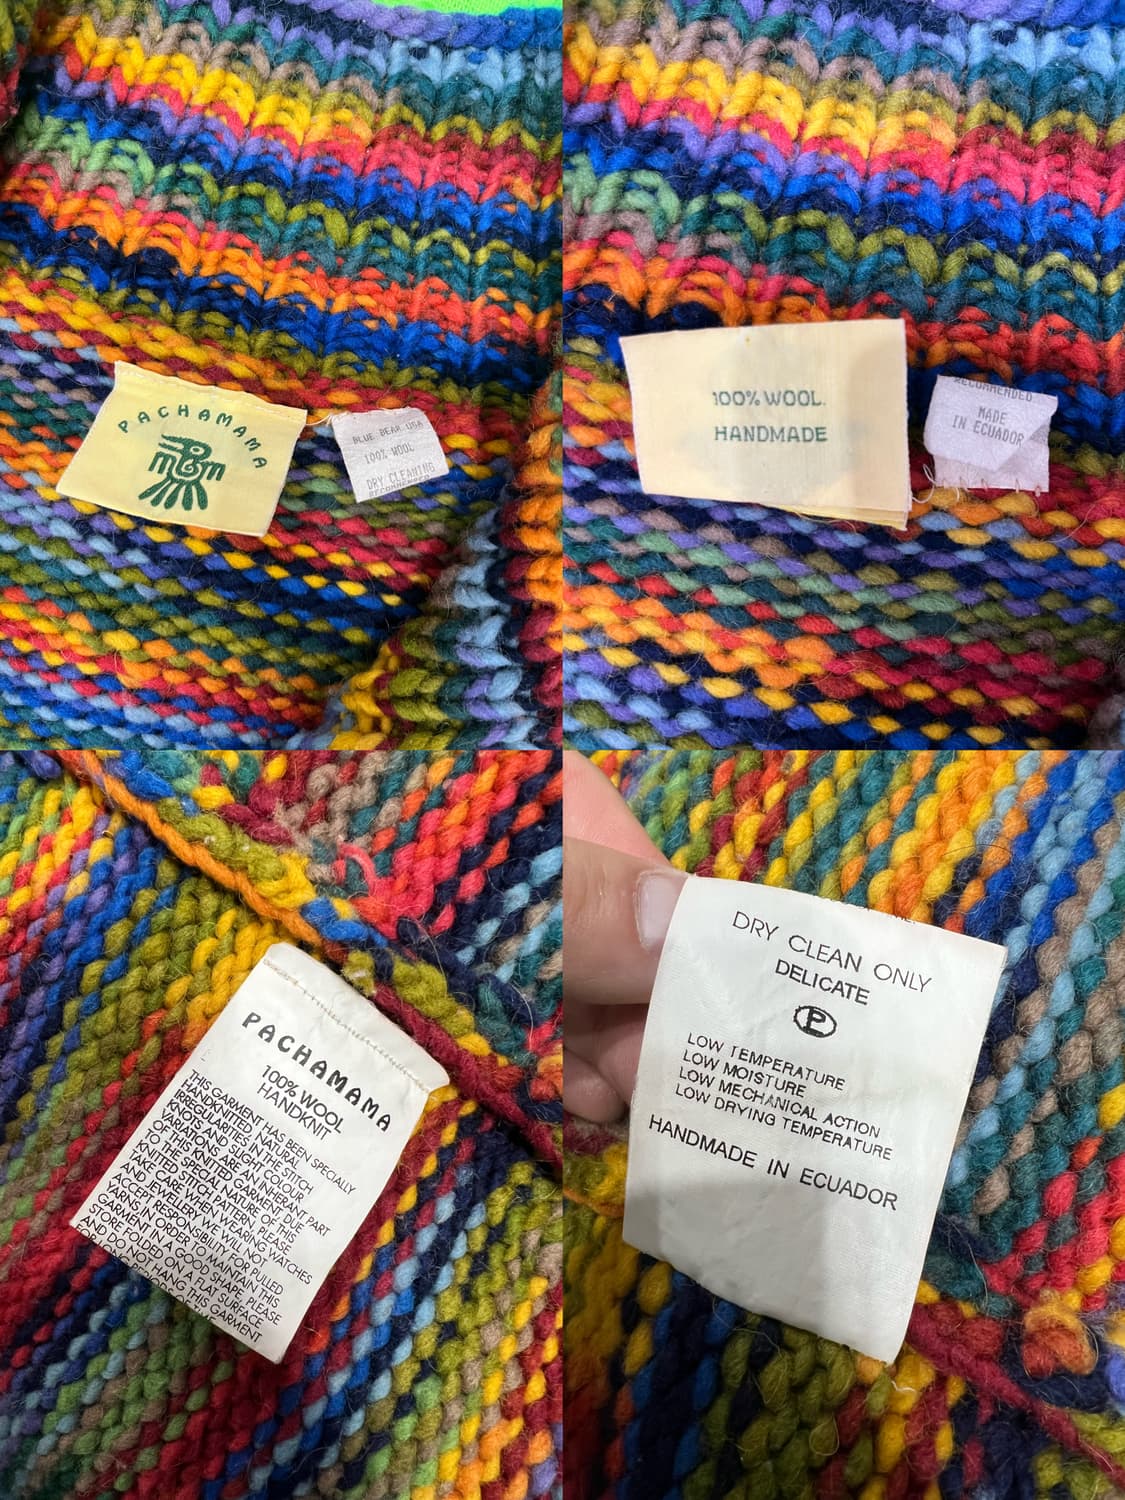 PACHAMAMA
BLUE BEAR USA
100% WOOL
DRY CLEANING
RECOMMENDED
100% WOOL.
HANDMADE
RECOMMENDED
MADE
IN ECUADOR
PACHAMAMA
100% WOOL
HANDKNIT
THIS GARMENT HAS BEEN SPECIALLY
HANDKNITTED. NATURAL
IRREGULARITIES IN THE STITCH
KNOTS AND SLIGHT COLOUR
VARIATIONS ARE AN INHERANT PART
OF THIS KNITTED GARMENT DUE
TO THE SPECIAL NATURE OF THIS
KNITTED STITCH PATTERN. PLEASE
TAKE CARE WHEN WEARING WATCHES
AND JEWELLERY. WE WILL NOT
ACCEPT RESPONSIBILITY FOR PULLED
GARMENTS IN ORDER TO MAINTAIN THIS
GARMENT IN A GOOD SHAPE, PLEASE
STORE FOLDED ON A FLAT SURFACE
AND DO NOT HANG THIS GARMENT
DRY CLEAN ONLY
DELICATE
P
LOW TEMPERATURE
LOW MOISTURE
LOW MECHANICAL ACTION
LOW DRYING TEMPERATURE
HANDMADE IN ECUADOR